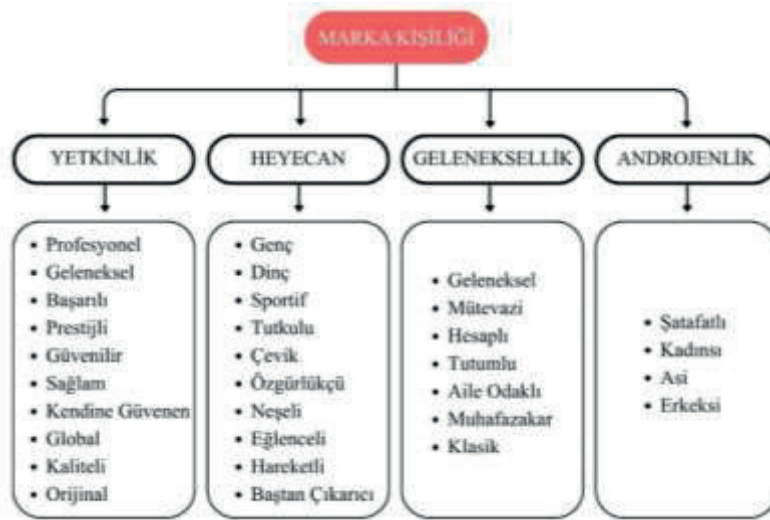 MARKA KİŞİLİĞİ
YETKİNLİK
HEYECAN
GELENEKSELLİK
ANDROJENLİK
• Profesyonel
• Geleneksel
• Başarılı
• Prestijli
• Güvenilir
• Sağlam
• Kendine Güvenen
• Global
• Kaliteli
• Orijinal
• Genç
• Dinç
• Sportif
• Tutkulu
• Çevik
• Özgürlükçü
• Neşeli
• Eğlenceli
• Hareketli
• Baştan Çıkarıcı
• Geleneksel
• Mütevazi
• Hesaplı
• Tutumlu
• Aile Odaklı
• Muhafazakar
• Klasik
• Şatafatlı
• Kadınsı
• Asi
• Erkeksi